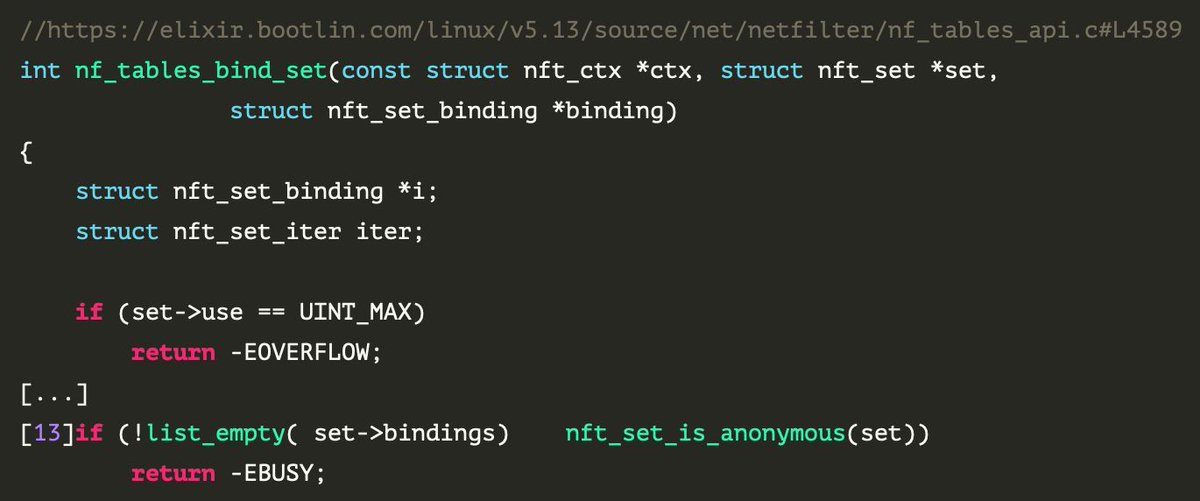 //https://elixir.bootlin.com/linux/v5.13/source/net/netfilter/nf_tables_api.c#L4589
int nf_tables_bind_set(const struct nft_ctx *ctx, struct nft_set *set,
struct nft_set_binding *binding)
{
struct nft_set_binding *i;
struct nft_set_iter iter;
if (set->use == UINT_MAX)
return -EOVERFLOW;
[...]
[13]if (!list_empty( set->bindings) nft_set_is_anonymous(set))
return -EBUSY;